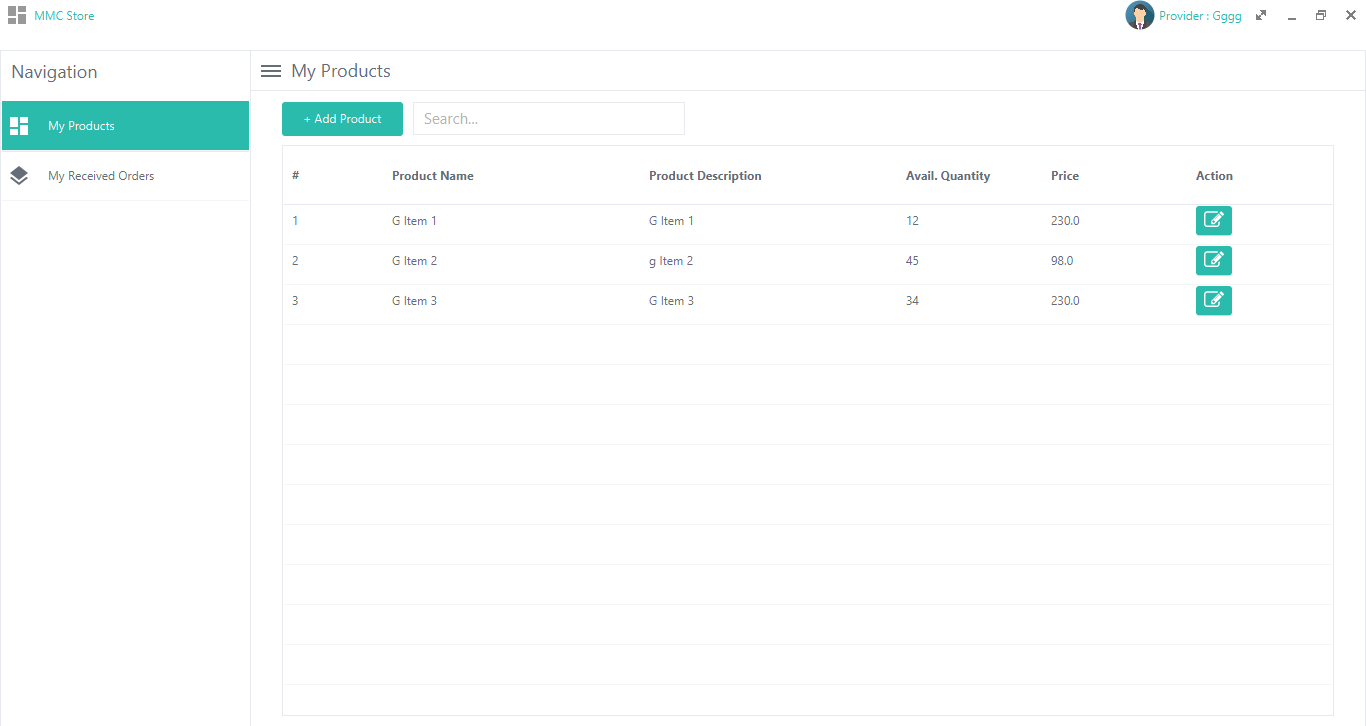 MMC Store
Provider : Gggg
Navigation
My Products
My Products
My Received Orders
+ Add Product
Search...
# Product Name Product Description Avail. Quantity Price Action
1 G Item 1 G Item 1 12 230.0
2 G Item 2 g Item 2 45 98.0
3 G Item 3 G Item 3 34 230.0